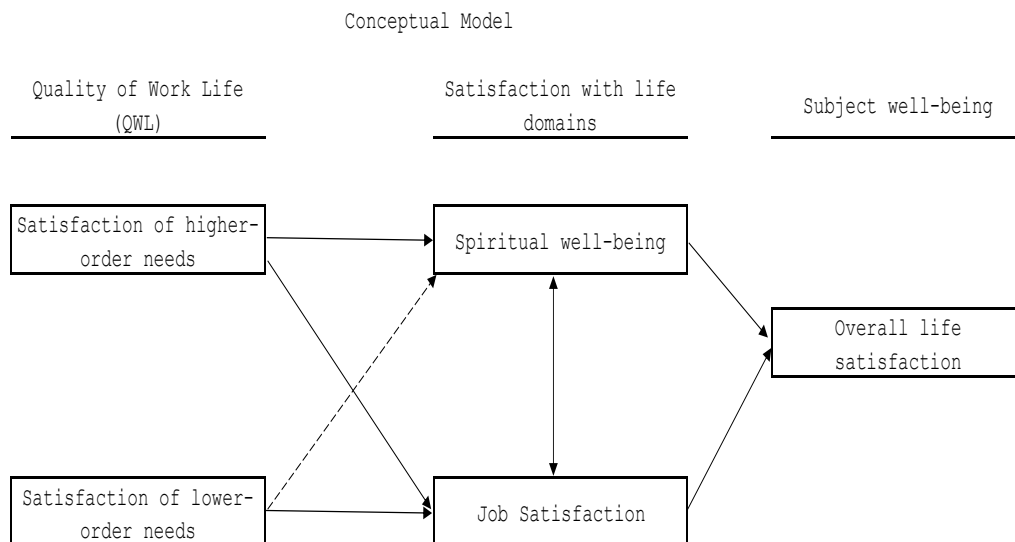 Conceptual Model
Quality of Work Life
(QWL)
Satisfaction with life
domains
Subject well-being
Satisfaction of higher-
order needs
Spiritual well-being
Overall life
satisfaction
Satisfaction of lower-
order needs
Job Satisfaction